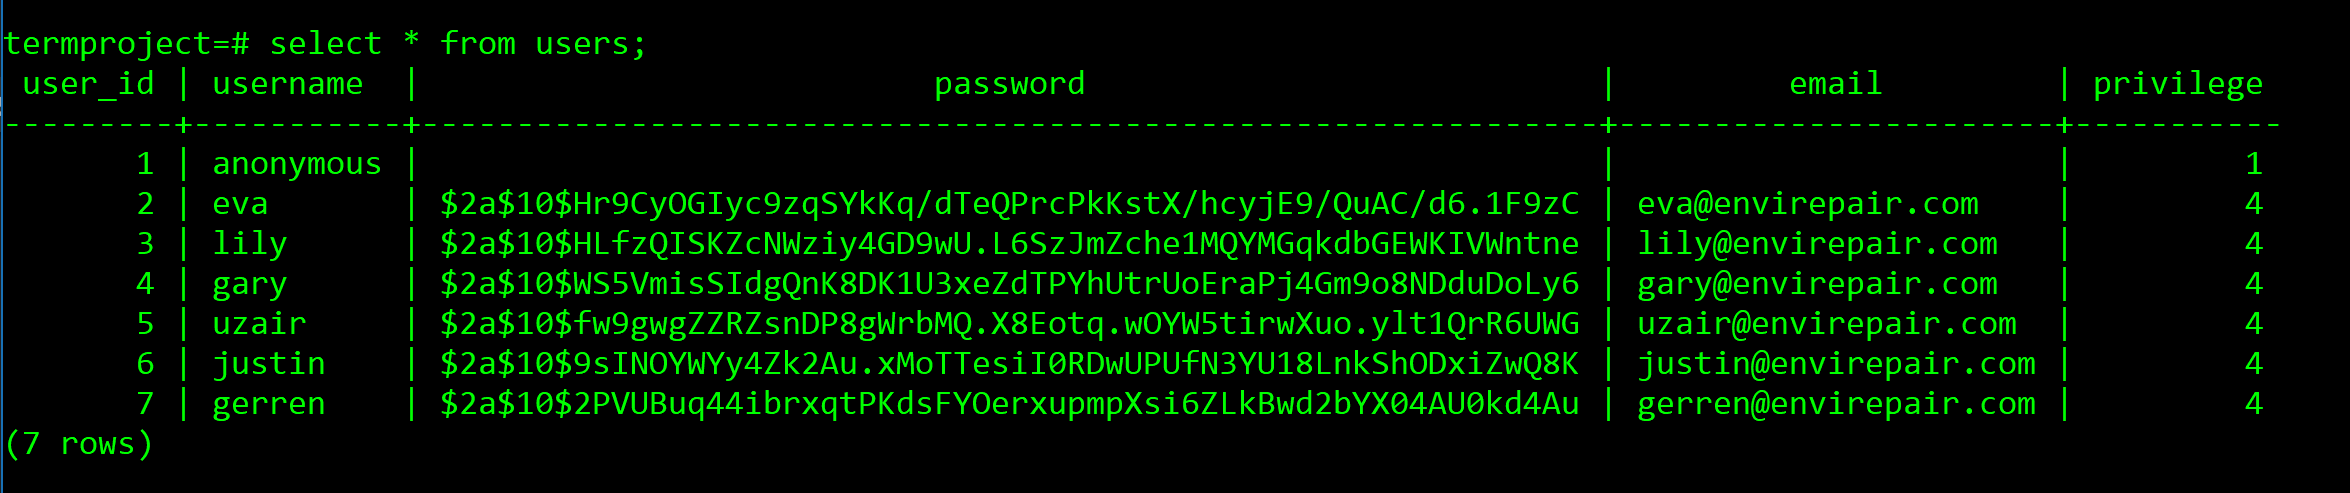 termproject=# select * from users;
 user_id | username  |                           password                           |         email         | privilege
---------+-----------+--------------------------------------------------------------+-----------------------+-----------
       1 | anonymous |                                                              |                       |         1
       2 | eva       | $2a$10$Hr9CyOGIyc9zqSYkKq/dTeQPrcPkKstX/hcyjE9/QuAC/d6.1F9zC | eva@envirepair.com    |         4
       3 | lily      | $2a$10$HLfzQISKZcNWziy4GD9wU.L6SzJmZche1MQYMGqkdbGEWKIVWntne | lily@envirepair.com   |         4
       4 | gary      | $2a$10$WS5VmisSIdgQnK8DK1U3xeZdTPYhUtrUoEraPj4Gm9o8NDduDoLy6 | gary@envirepair.com   |         4
       5 | uzair     | $2a$10$fw9gwgZZRZsnDP8gWrbMQ.X8Eotq.wOYW5tirwXuo.ylt1QrR6UWG | uzair@envirepair.com  |         4
       6 | justin    | $2a$10$9sINOYWYy4Zk2Au.xMoTTesiI0RDwUPUfN3YU18LnkShODxiZwQ8K | justin@envirepair.com |         4
       7 | gerren    | $2a$10$2PVUBuq44ibrxqtPKdsFYOerxupmpXsi6ZLkBwd2bYX04AU0kd4Au | gerren@envirepair.com |         4
(7 rows)